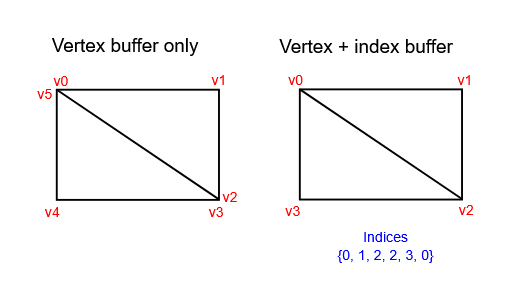 Vertex buffer only
v0
v1
v5
v2
v4
v3
Vertex + index buffer
v0
v1
v3
v2
Indices
{0, 1, 2, 2, 3, 0}